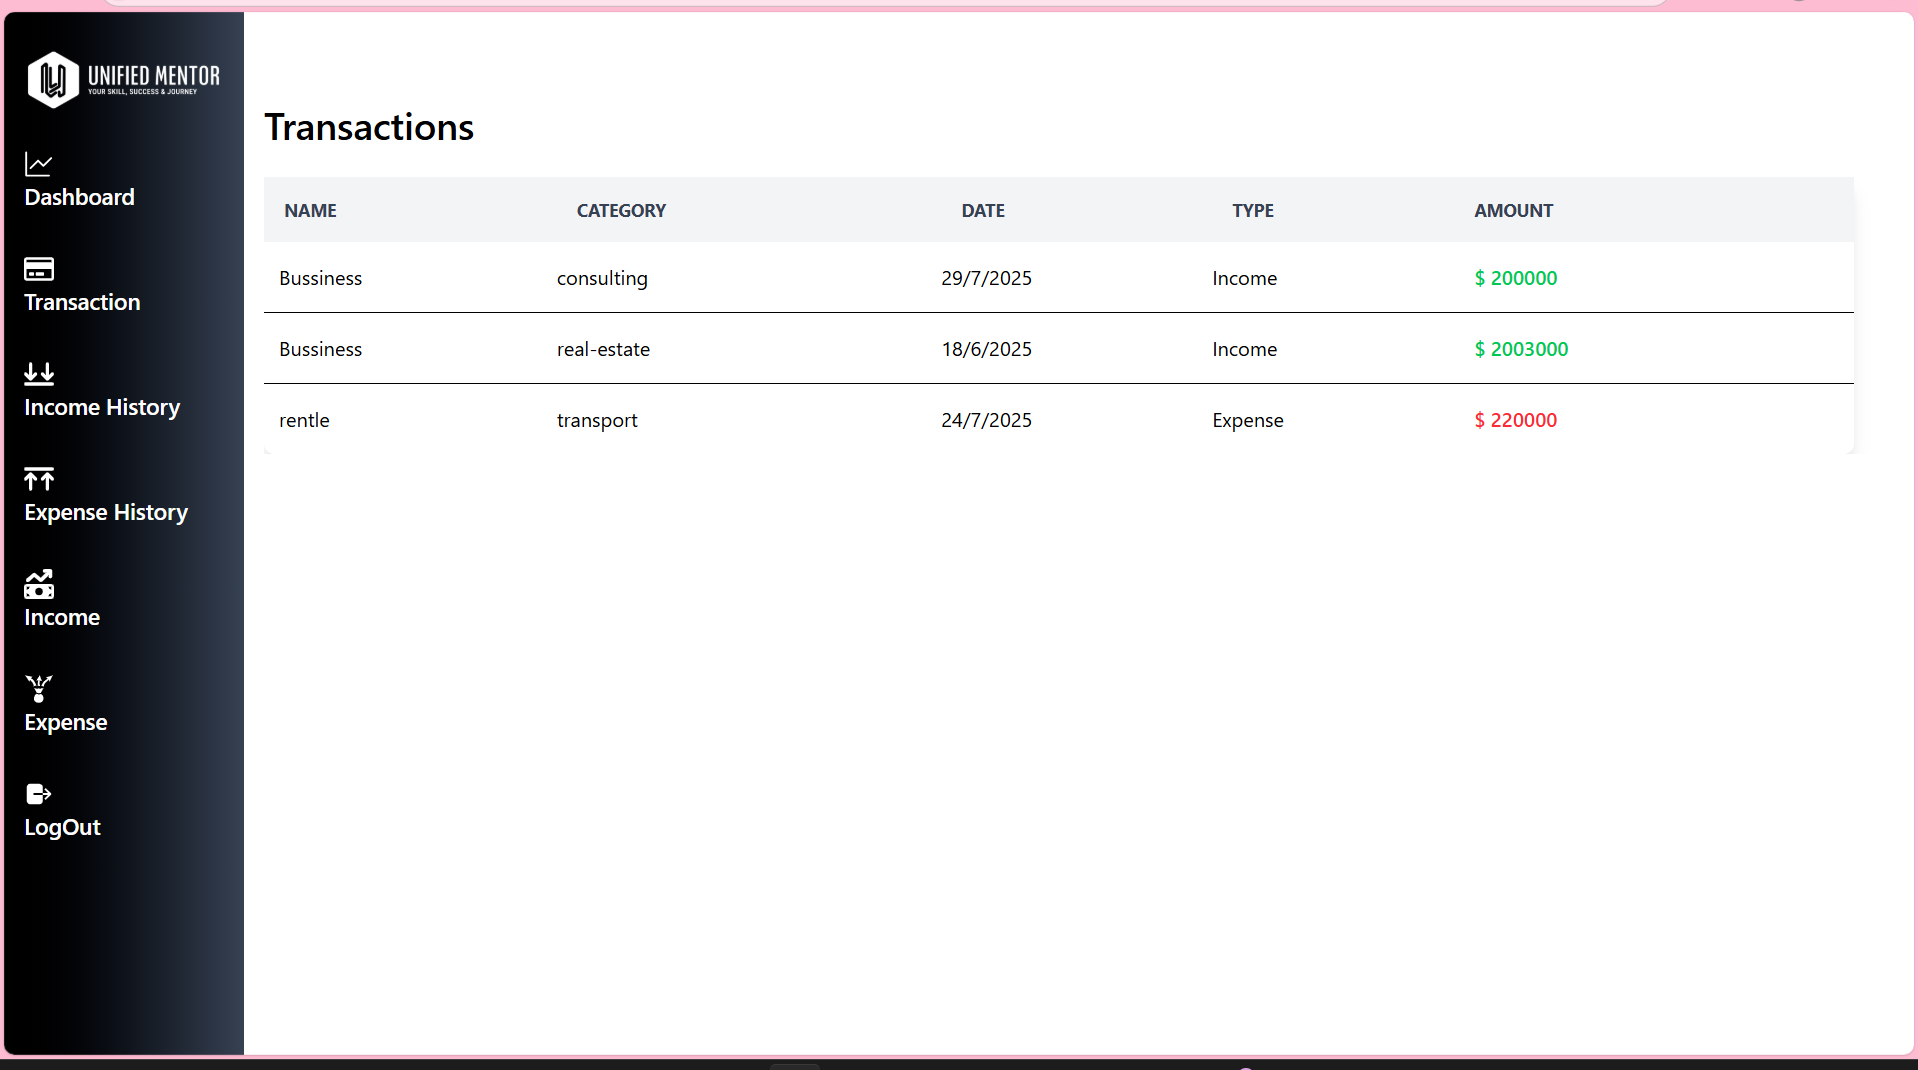 UNIFIED MENTOR
YOUR SKILL, SUCCESS & JOURNEY
Dashboard
Transaction
Income History
Expense History
Income
Expense
LogOut
Transactions
NAME CATEGORY DATE TYPE AMOUNT
Bussiness consulting 29/7/2025 Income $ 200000
Bussiness real-estate 18/6/2025 Income $ 2003000
rentle transport 24/7/2025 Expense $ 220000